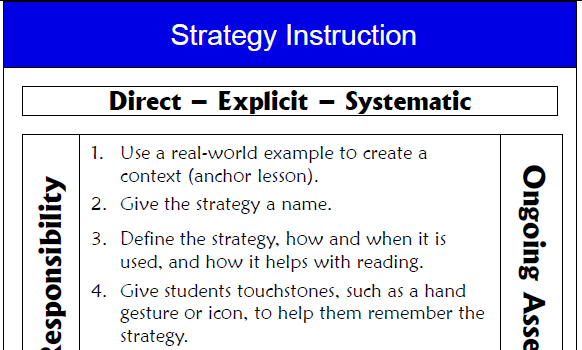 Strategy Instruction
Direct – Explicit – Systematic
1. Use a real-world example to create a
context (anchor lesson).
2. Give the strategy a name.
3. Define the strategy, how and when it is
used, and how it helps with reading.
4. Give students touchstones, such as a hand
gesture or icon, to help them remember the
strategy.
Responsibility
Ongoing